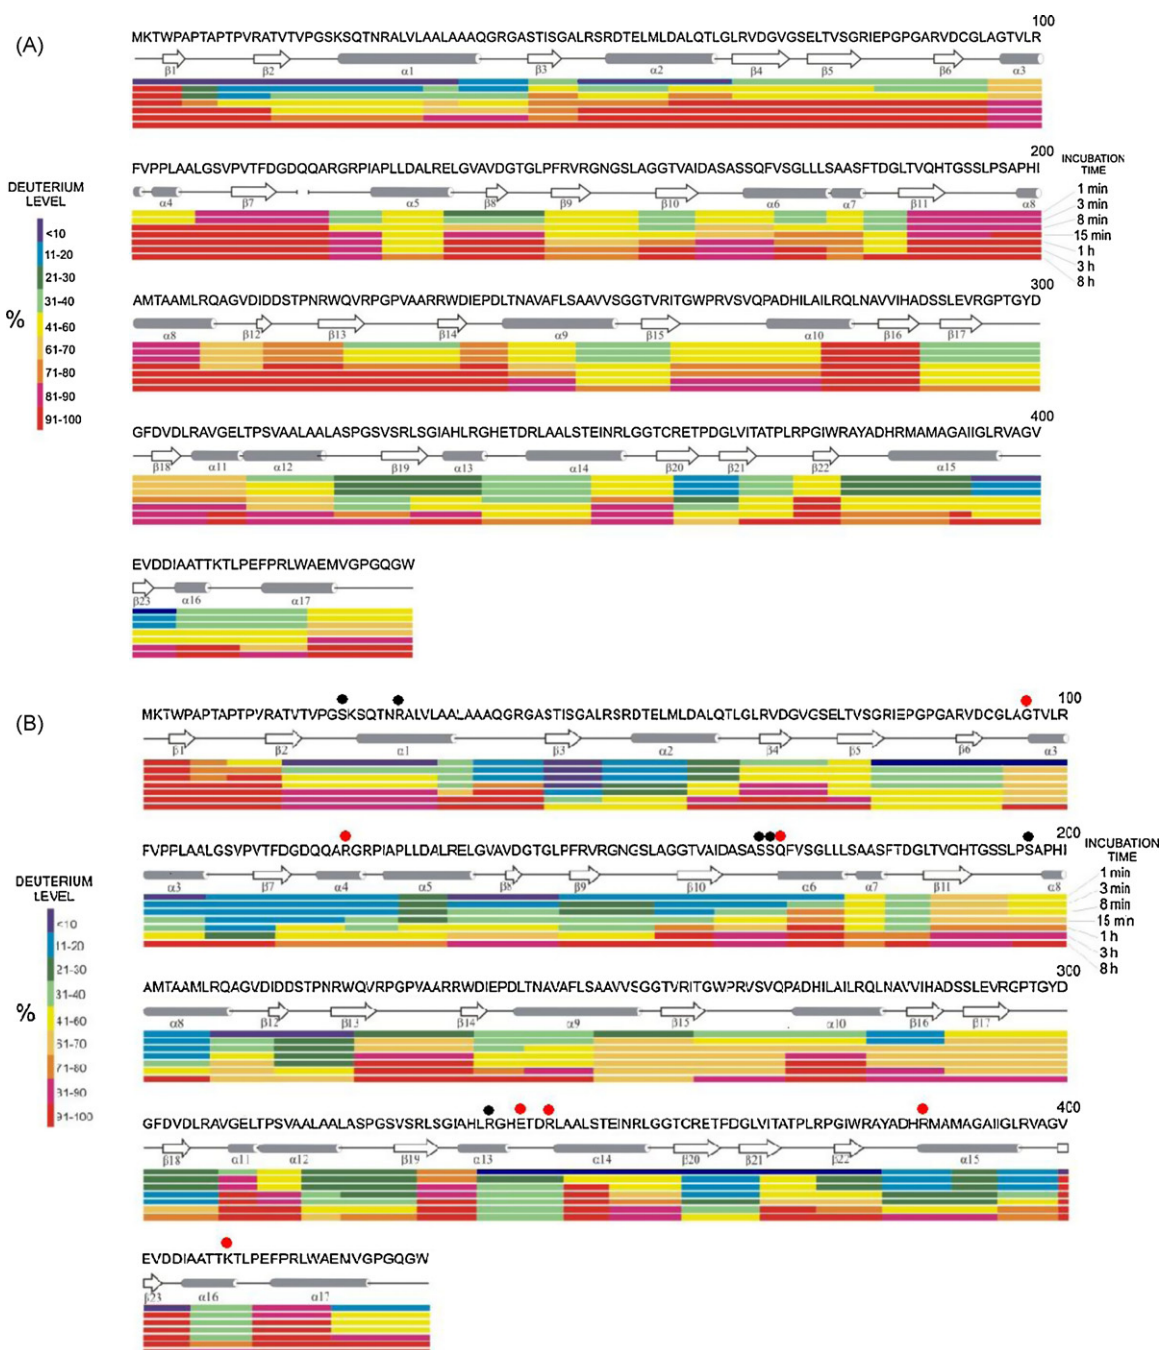 (A)
100
MKTWPAPTAPTPVRATVTVPGSKSQTNRALVLAALAAAQGRGASTISGALRSRDTELMLDALQTLGLRVDGVGSELTVSGRIEPGPGARVDCGLAGTVLR
β1 β2 α1 β3 α2 β4 β5 β6 α3
200
FVPPLAALGSVPVTFDGDQQARGRPIAPLLDALRELGVAVDGTGLPFRVRGNGSLAGGTVAIDASASSQFVSGLLLSAASFTDGLTVQHTGSSLPSAPHI
α4 β7 α5 β8 β9 β10 α6 α7 β11 α8
INCUBATION
TIME
1 min
3 min
8 min
15 min
1 h
3 h
8 h
DEUTERIUM
LEVEL
%
<10
11-20
21-30
31-40
41-60
61-70
71-80
81-90
91-100
300
AMTAAMLRQAGVDIDDSTPNRWQVRPGPVAARRWDIEPDLTNAVAFLSAAVVSGGTVRITGWPRVSVQPADHILAILRQLNAVVIHADSSLEVRGPTGYD
α8 β12 β13 β14 α9 β15 α10 β16 β17
400
GFDVDLRAVGELTPSVAALAALASPGSVSRLSGIAHLRGHETDRLAALSTEINRLGGTCRETPDGLVITATPLRPGIWRAYADHRMAMAGAIIGLRVAGV
β18 α11 α12 β19 α13 α14 β20 β21 β22 α15
EVDDIAATTKTLPEFPRLWAEMVGPGQGW
β23 α16 α17
(B)
100
MKTWPAPTAPTPVRATVTVPGSKSQTNRALVLAALAAAQGRGASTISGALRSRDTELMLDALQTLGLRVDGVGSELTVSGRIEPGPGARVDCGLAGTVLR
β1 β2 α1 β3 α2 β4 β5 β6 α3
200
FVPPLAALGSVPVTFDGDQQARGRPIAPLLDALRELGVAVDGTGLPFRVRGNGSLAGGTVAIDASASSQFVSGLLLSAASFTDGLTVQHTGSSLPSAPHI
α3 β7 α4 α5 β8 β9 β10 α6 α7 β11 α8
INCUBATION
TIME
1 min
3 min
8 min
15 min
1 h
3 h
8 h
DEUTERIUM
LEVEL
%
<10
11-20
21-30
31-40
41-60
61-70
71-80
81-90
91-100
300
AMTAAMLRQAGVDIDDSTPNRWQVRPGPVAARRWDIEPDLTNAVAFLSAAVVSGGTVRITGWPRVSVQPADHILAILRQLNAVVIHADSSLEVRGPTGYD
α8 β12 β13 β14 α9 β15 α10 β16 β17
400
GFDVDLRAVGELTPSVAALAALASPGSVSRLSGIAHLRGHETDRLAALSTEINRLGGTCRETPDGLVITATPLRPGIWRAYADHRMAMAGAIIGLRVAGV
β18 α11 α12 β19 α13 α14 β20 β21 β22 α15
EVDDIAATTKTLPEFPRLWAEMVGPGQGW
β23 α16 α17